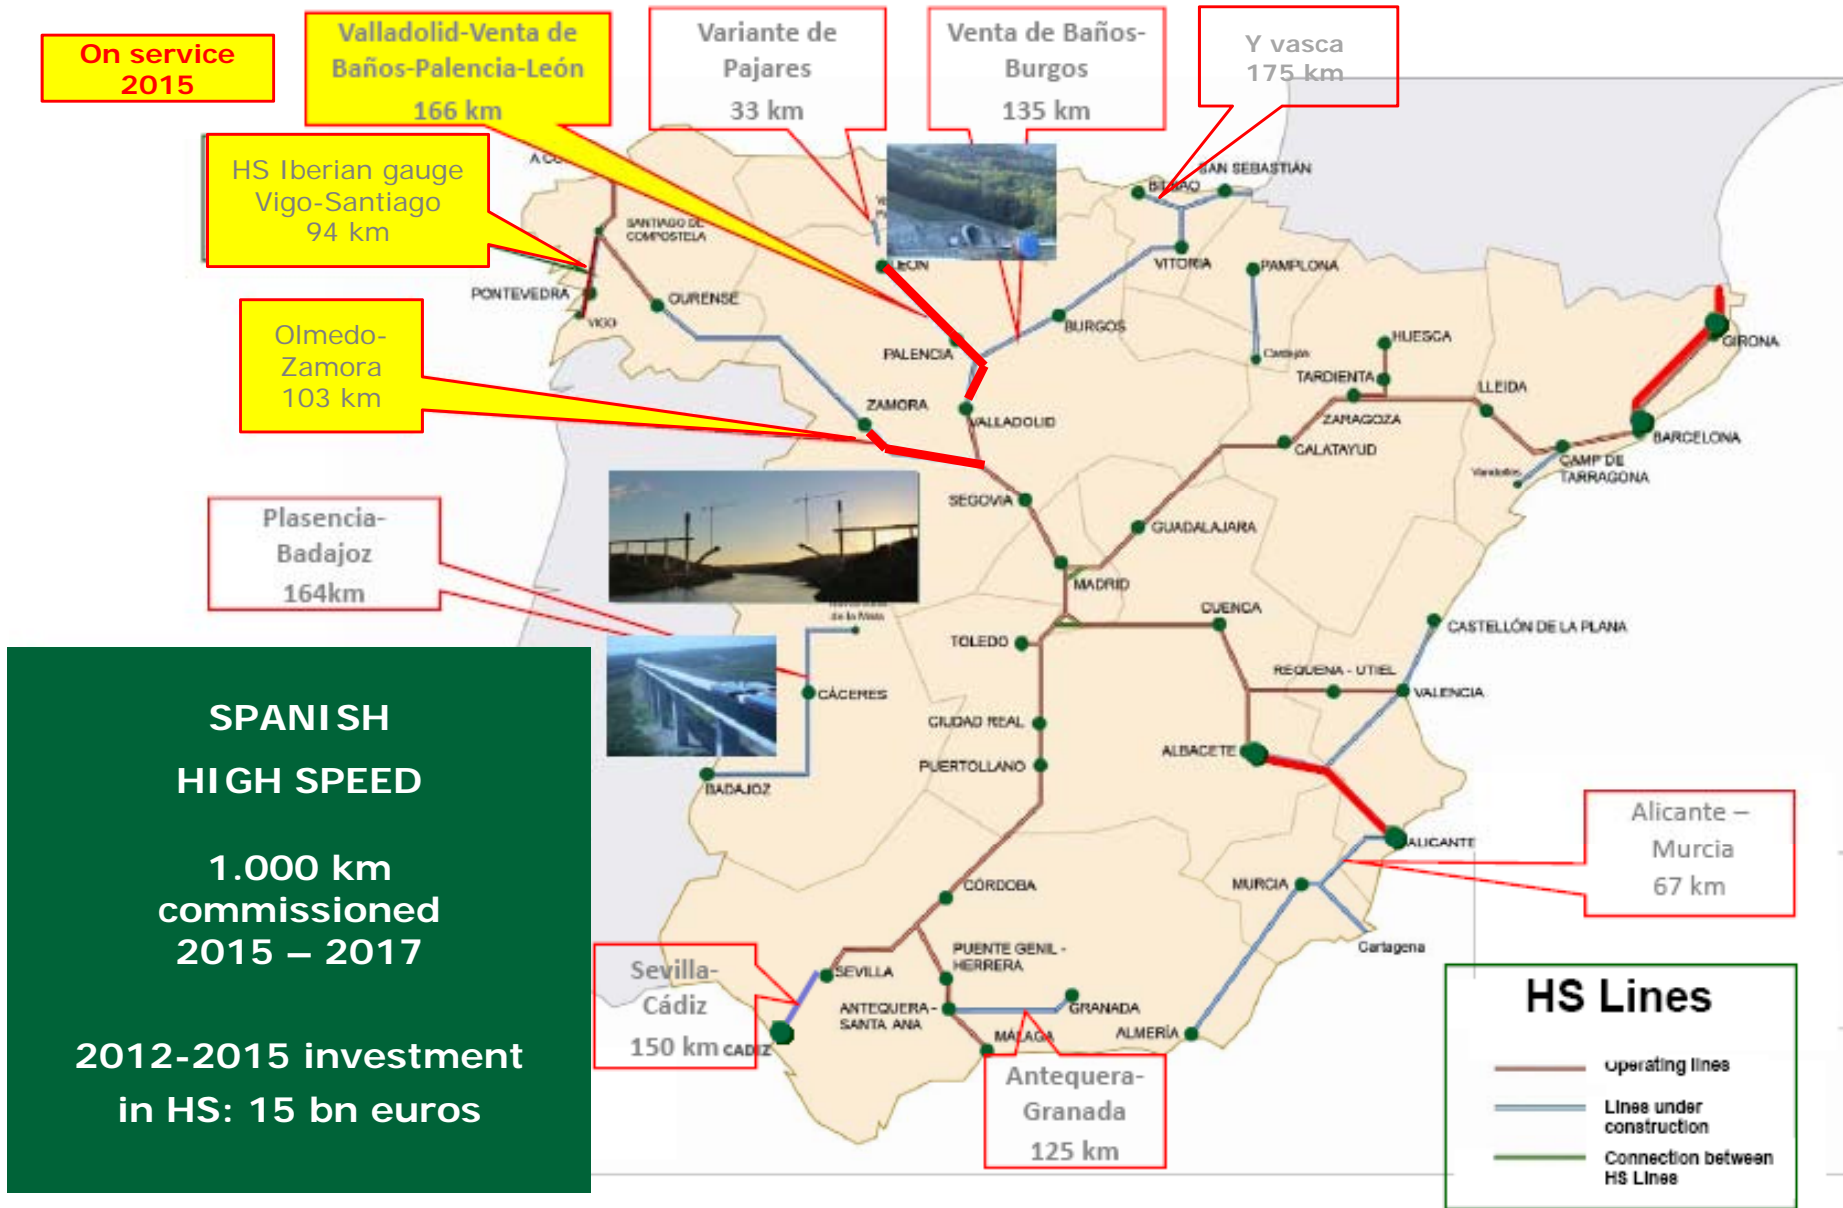 On service
2015
Valladolid-Venta de
Baños-Palencia-León
166 km
Variante de
Pajares
33 km
Venta de Baños-
Burgos
135 km
Y vasca
175 km
HS Iberian gauge
Vigo-Santiago
94 km
Olmedo-
Zamora
103 km
Plasencia-
Badajoz
164km
SPANISH
HIGH SPEED
1.000 km
commissioned
2015 – 2017
2012-2015 investment
in HS: 15 bn euros
Sevilla-
Cádiz
150 km
Antequera-
Granada
125 km
Alicante –
Murcia
67 km
SANTIAGO DE
COMPOSTELA
PONTEVEDRA
VIGO
OURENSE
LEÓN
PALENCIA
BURGOS
BILBAO
SAN SEBASTIÁN
VITORIA
PAMPLONA
ZAMORA
VALLADOLID
SEGOVIA
HUESCA
TARDIENTA
ZARAGOZA
LLEIDA
CALATAYUD
GIRONA
BARCELONA
CAMP DE
TARRAGONA
GUADALAJARA
MADRID
TOLEDO
CUENCA
de la Mata
CÁCERES
BADAJOZ
CIUDAD REAL
PUERTOLLANO
REQUENA - UTIEL
CASTELLÓN DE LA PLANA
VALENCIA
ALBACETE
ALICANTE
MURCIA
Cartagena
CÓRDOBA
SEVILLA
CADIZ
PUENTE GENIL -
HERRERA
ANTEQUERA -
SANTA ANA
GRANADA
MÁLAGA
ALMERÍA
HS Lines
Operating lines
Lines under
construction
Connection between
HS Lines